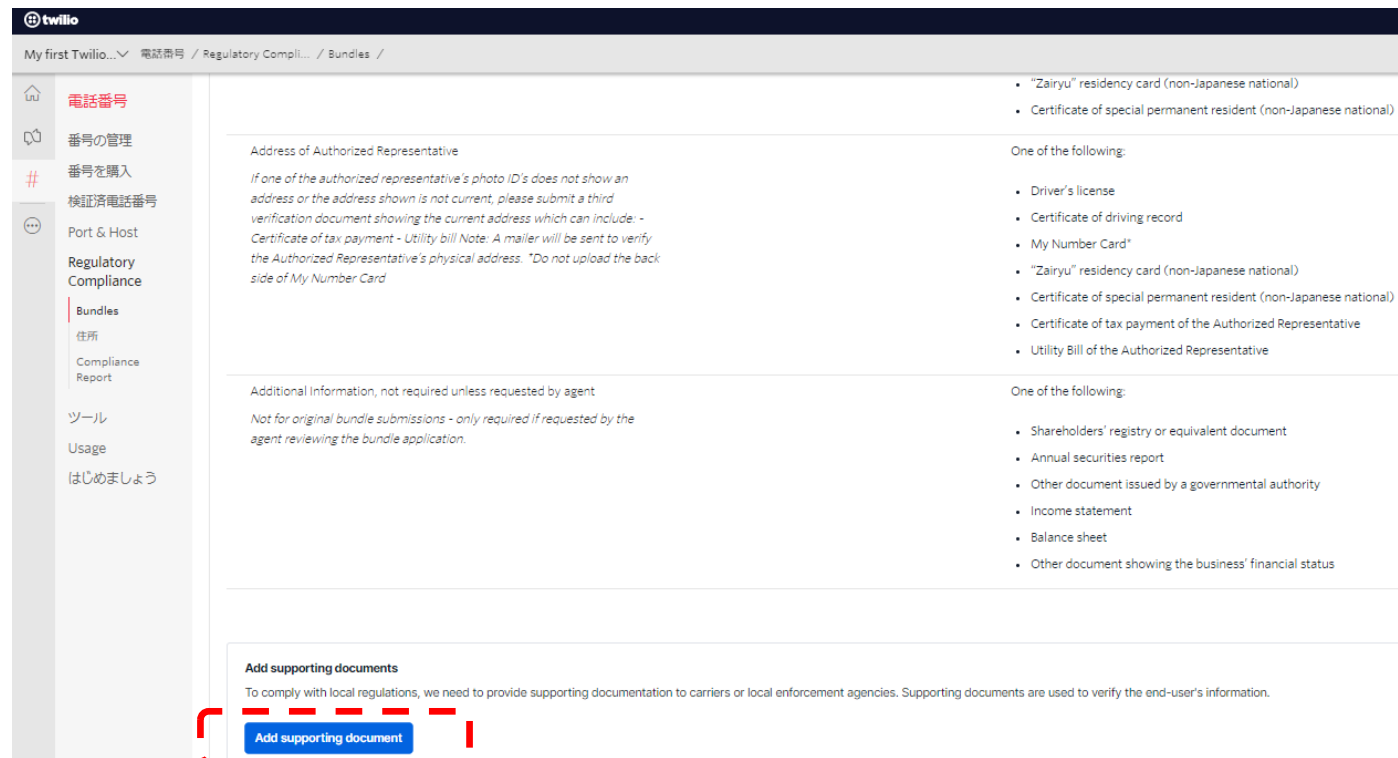 twilio
My first Twilio... 電話番号 / Regulatory Compli... / Bundles /
電話番号
番号の管理
番号を購入
検証済電話番号
Port & Host
Regulatory
Compliance
Bundles
住所
Compliance
Report
ツール
Usage
はじめましょう
• "Zairyu" residency card (non-Japanese national)
• Certificate of special permanent resident (non-Japanese national)
Address of Authorized Representative
If one of the authorized representative's photo ID's does not show an
address or the address shown is not current, please submit a third
verification document showing the current address which can include: -
Certificate of tax payment - Utility bill Note: A mailer will be sent to verify
the Authorized Representative's physical address. *Do not upload the back
side of My Number Card
One of the following:
• Driver's license
• Certificate of driving record
• My Number Card*
• "Zairyu" residency card (non-Japanese national)
• Certificate of special permanent resident (non-Japanese national)
• Certificate of tax payment of the Authorized Representative
• Utility Bill of the Authorized Representative
Additional Information, not required unless requested by agent
Not for original bundle submissions - only required if requested by the
agent reviewing the bundle application.
One of the following:
• Shareholders' registry or equivalent document
• Annual securities report
• Other document issued by a governmental authority
• Income statement
• Balance sheet
• Other document showing the business' financial status
Add supporting documents
To comply with local regulations, we need to provide supporting documentation to carriers or local enforcement agencies. Supporting documents are used to verify the end-user's information.
Add supporting document